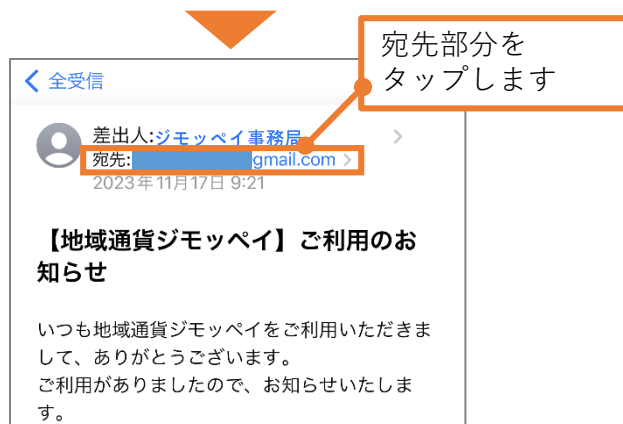 宛先部分を
タップします
全受信
差出人:ジモッペイ事務局
宛先: gmail.com
2023年11月17日 9:21
【地域通貨ジモッペイ】ご利用のお
知らせ
いつも地域通貨ジモッペイをご利用いただきま
して、ありがとうございます。
ご利用がありましたので、お知らせいたしま
す。